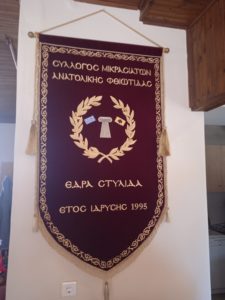 ΣΥΛΛΟΓΟΣ ΜΙΚΡΑΣΙΑΤΩΝ
ΑΝΑΤΟΛΙΚΗΣ ΦΘΙΩΤΙΔΑΣ
ΕΔΡΑ ΣΤΥΛΙΔΑ
ΕΤΟΣ ΙΔΡΥΣΗΣ 1995